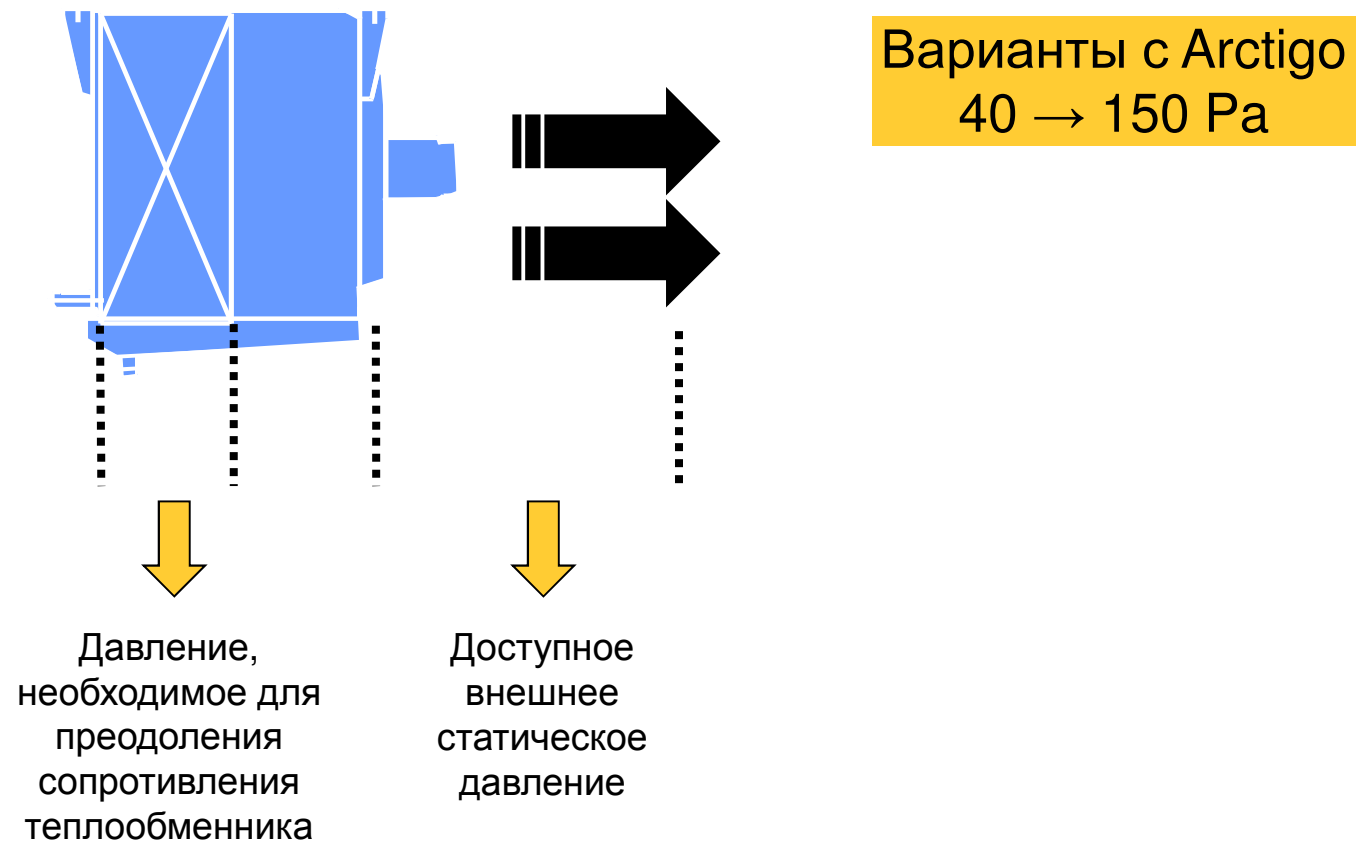 Варианты с Arctigo
40 → 150 Pa
Давление,
необходимое для
преодоления
сопротивления
теплообменника
Доступное
внешнее
статическое
давление